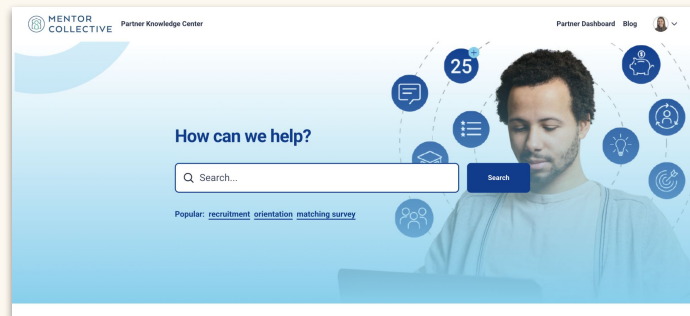 MENTOR
COLLECTIVE
Partner Knowledge Center
Partner Dashboard Blog
25
+
$
How can we help?
Search...
Search
Popular: recruitment orientation matching survey